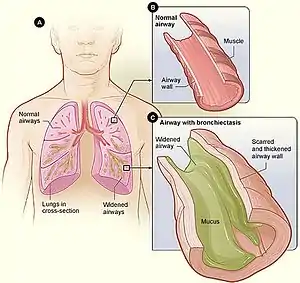 A
B
Normal
airway
Muscle
Airway
wall
Normal
airways
Lungs in
cross-section
Widened
airways
C
Airway with bronchiectasis
Widened
airway
Scarred
and thickened
airway wall
Mucus